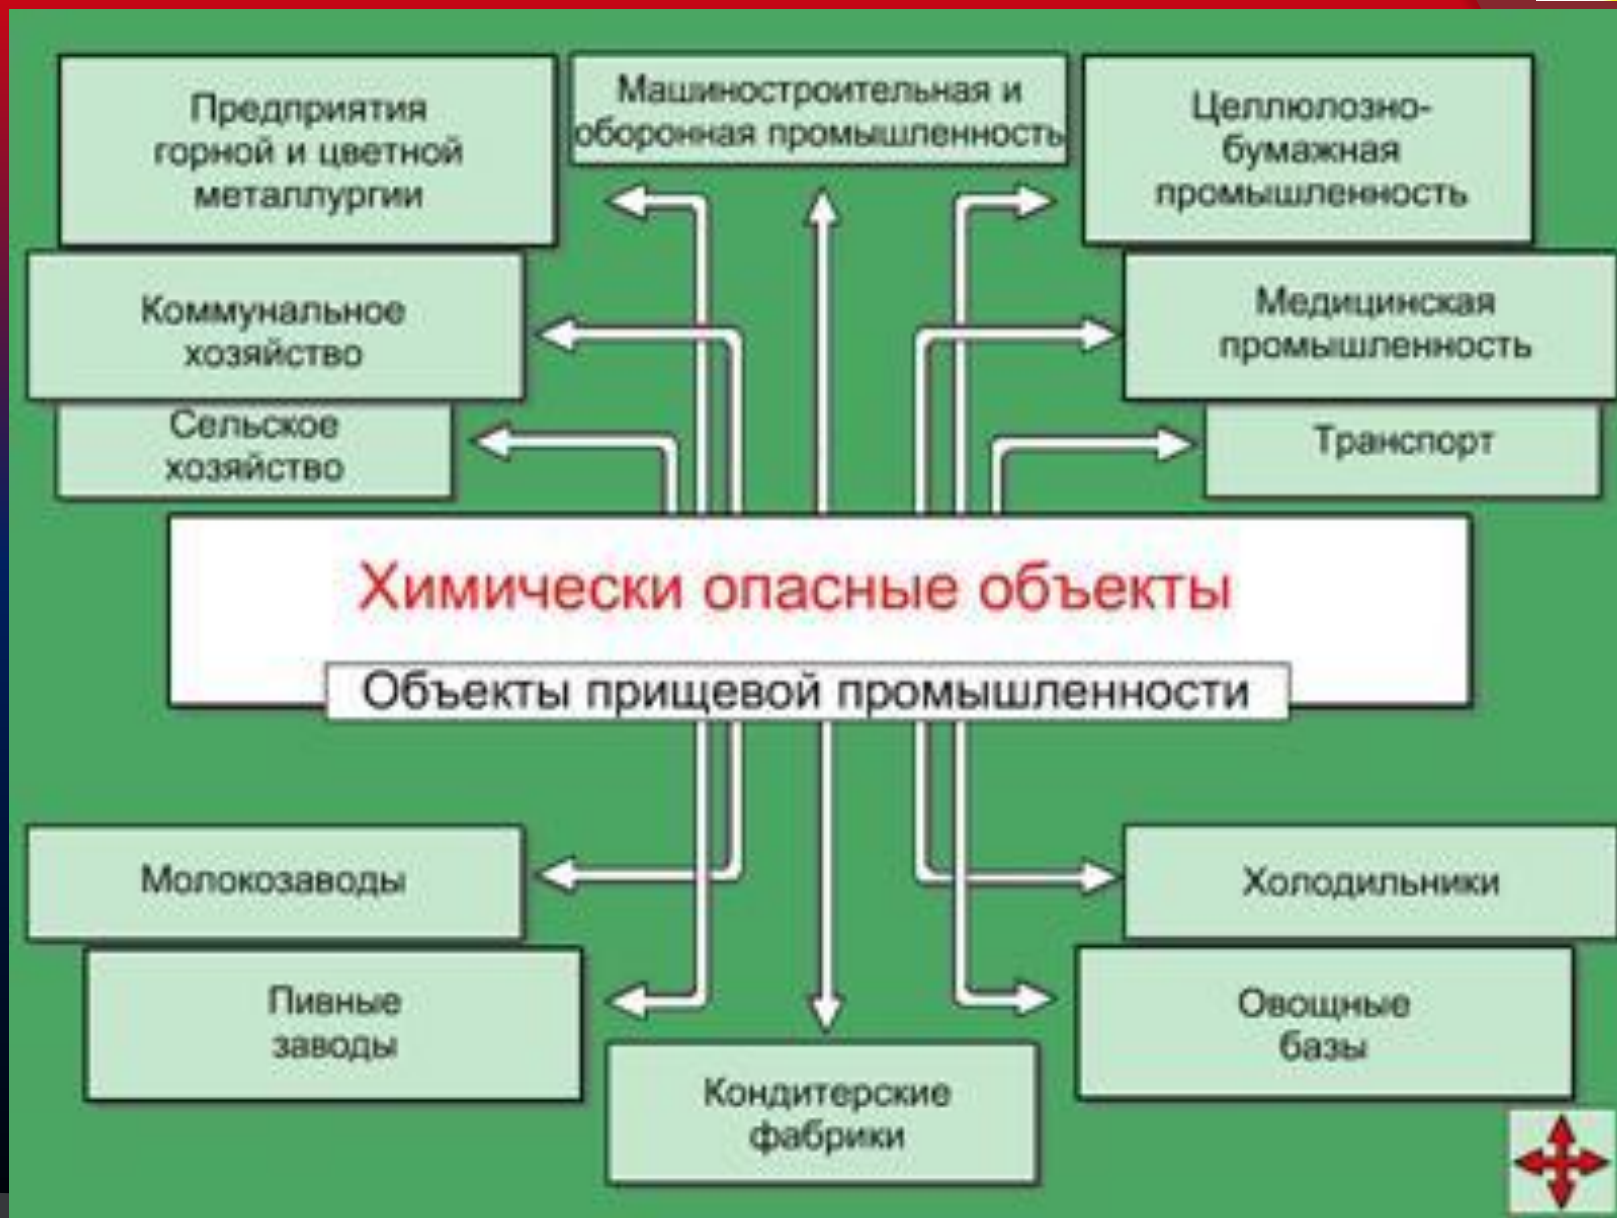 Предприятия
горной и цветной
металлургии
Машиностроительная и
оборонная промышленность
Целлюлозно-
бумажная
промышленность
Коммунальное
хозяйство
Медицинская
промышленность
Сельское
хозяйство
Транспорт
Химически опасные объекты
Объекты прищевой промышленности
Молокозаводы
Холодильники
Пивные
заводы
Овощные
базы
Кондитерские
фабрики